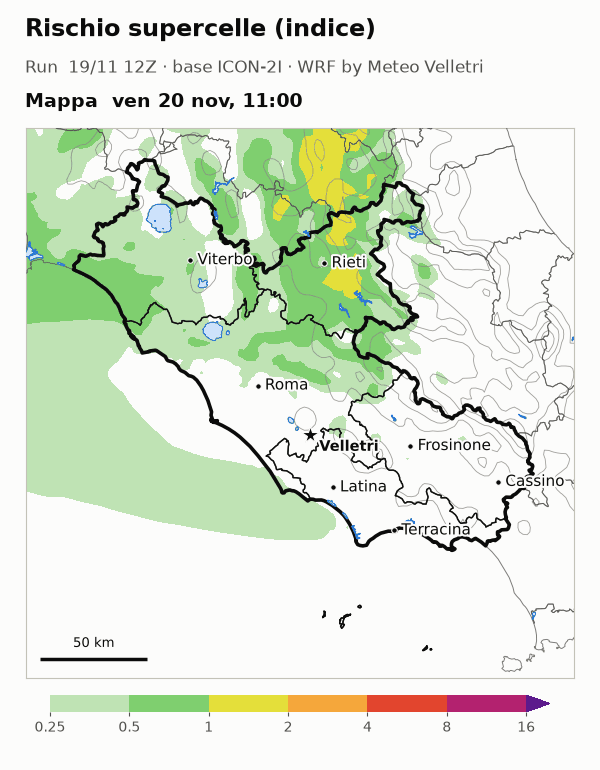 Rischio supercelle (indice)
Run  19/11 12Z · base ICON-2I · WRF by Meteo Velletri
Mappa  ven 20 nov, 11:00
Viterbo
Rieti
Roma
Velletri
Frosinone
Latina
Cassino
Terracina
50 km
0.25 0.5 1 2 4 8 16